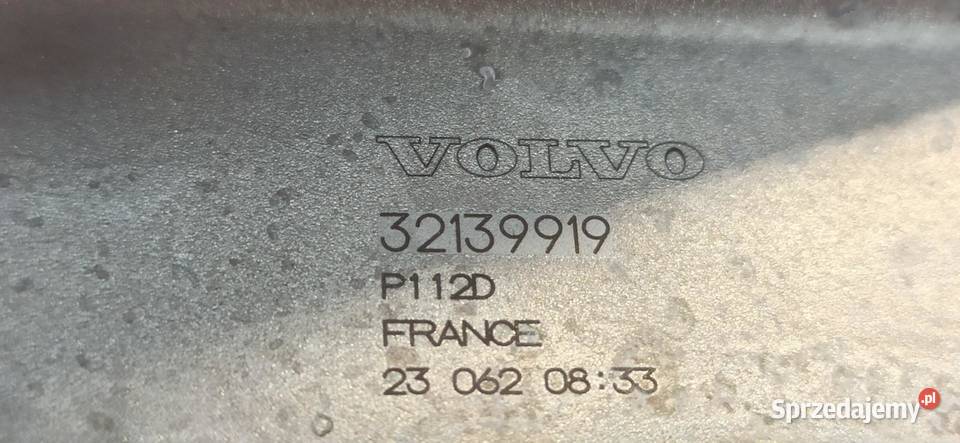 VOLVO
32139919
P112D
FRANCE
23 062 08:33
Sprzedajemy.pl